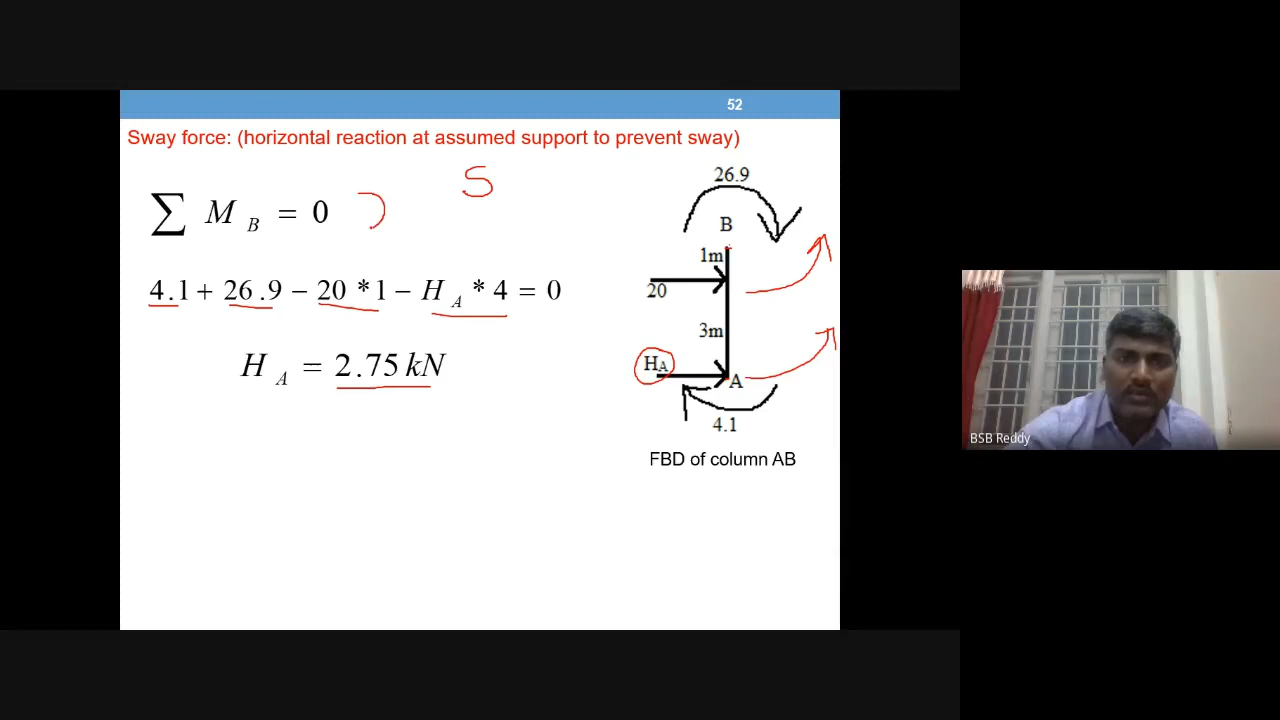 52
Sway force: (horizontal reaction at assumed support to prevent sway)
S
∑ M_B = 0
4.1 + 26.9 − 20 * 1 − H_A * 4 = 0
H_A = 2.75 kN
26.9
B
1m
20
3m
H_A
A
4.1
FBD of column AB
BSB Reddy